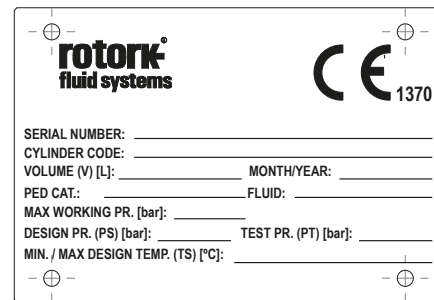 rotork®
fluid systems
CE 1370
SERIAL NUMBER:
CYLINDER CODE:
VOLUME (V) [L]: MONTH/YEAR:
PED CAT.: FLUID:
MAX WORKING PR. [bar]:
DESIGN PR. (PS) [bar]: TEST PR. (PT) [bar]:
MIN. / MAX DESIGN TEMP. (TS) [ºC]: